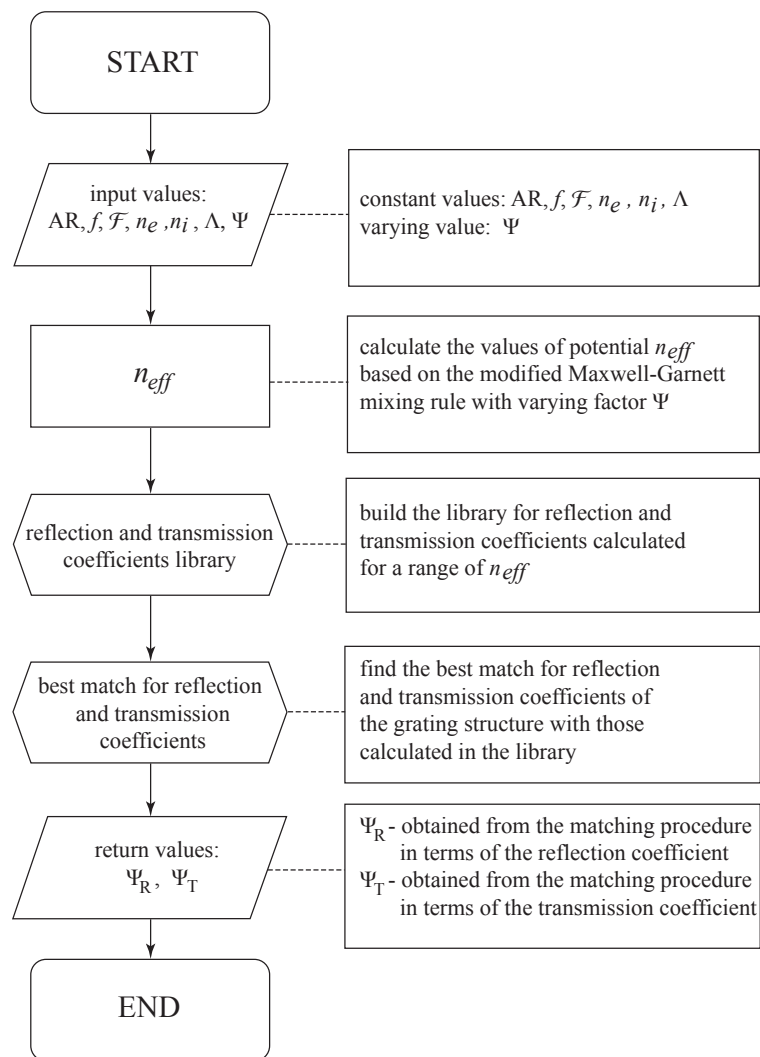 START
input values:
AR, f, ℱ, nₑ ,nᵢ , Λ, Ψ
constant values: AR, f, ℱ, nₑ , nᵢ , Λ
varying value: Ψ
n_eff
calculate the values of potential n_eff
based on the modified Maxwell-Garnett
mixing rule with varying factor Ψ
reflection and transmission
coefficients library
build the library for reflection and
transmission coefficients calculated
for a range of n_eff
best match for reflection
and transmission
coefficients
find the best match for reflection
and transmission coefficients of
the grating structure with those
calculated in the library
return values:
Ψ_R , Ψ_T
Ψ_R - obtained from the matching procedure
in terms of the reflection coefficient
Ψ_T - obtained from the matching procedure
in terms of the transmission coefficient
END